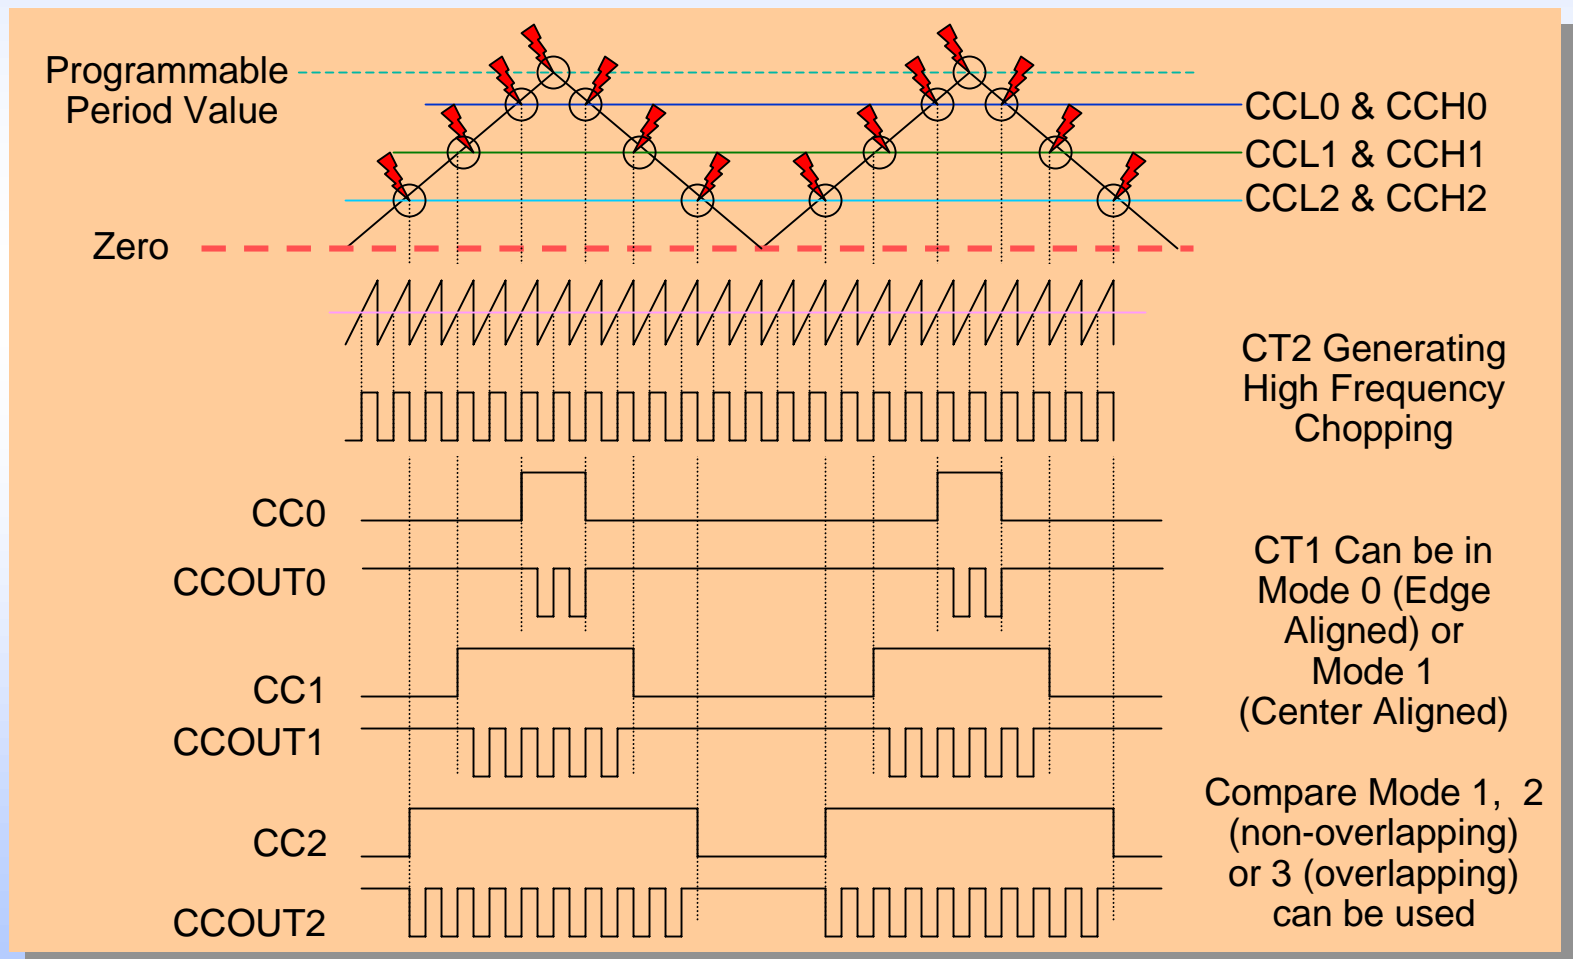 Programmable
Period Value
CCL0 & CCH0
CCL1 & CCH1
CCL2 & CCH2
Zero
CT2 Generating
High Frequency
Chopping
CC0
CCOUT0
CT1 Can be in
Mode 0 (Edge
Aligned) or
Mode 1
(Center Aligned)
CC1
CCOUT1
Compare Mode 1,  2
(non-overlapping)
or 3 (overlapping)
can be used
CC2
CCOUT2